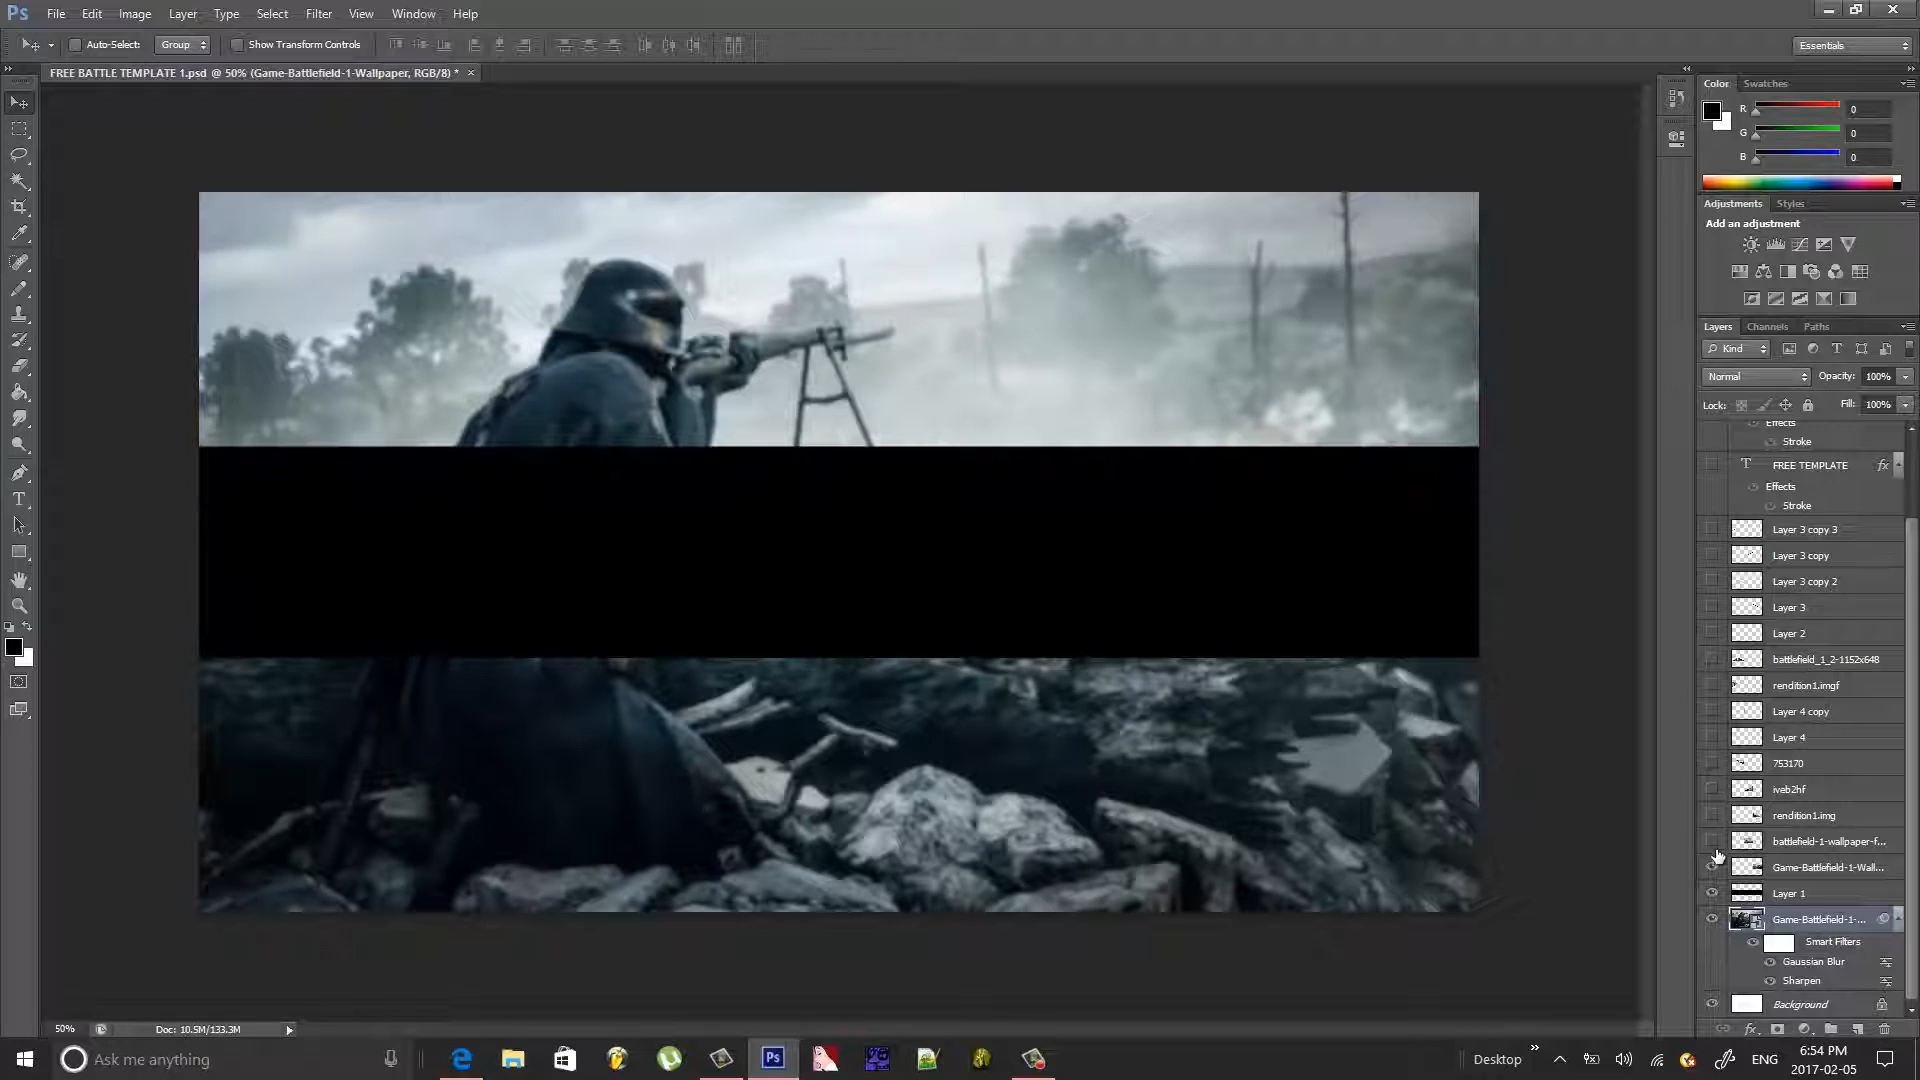 Ps File Edit Image Layer Type Select Filter View Window Help
Auto-Select: Group Show Transform Controls Essentials
FREE BATTLE TEMPLATE 1.psd @ 50% (Game-Battlefield-1-Wallpaper, RGB/8) *
Color Swatches
R 0
G 0
B 0
Adjustments Styles
Add an adjustment
Layers Channels Paths
Kind
Normal Opacity: 100%
Lock: Fill: 100%
Effects
Stroke
FREE TEMPLATE fx
Effects
Stroke
Layer 3 copy 3
Layer 3 copy
Layer 3 copy 2
Layer 3
Layer 2
battlefield_1_2-1152x648
rendition1.imgf
Layer 4 copy
Layer 4
753170
iveb2hf
rendition1.img
battlefield-1-wallpaper-f...
Game-Battlefield-1-Wall...
Layer 1
Game-Battlefield-1-...
Smart Filters
Gaussian Blur
Sharpen
Background
50% Doc: 10.5M/133.3M
Ask me anything
Ps
Desktop
ENG
6:54 PM
2017-02-05